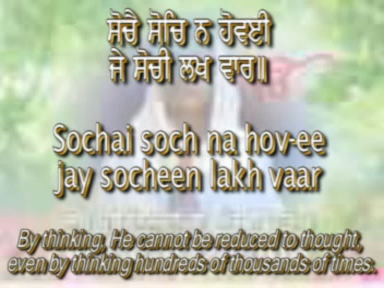 ਸੋਚੈ ਸੋਚਿ ਨ ਹੋਵਈ
ਜੇ ਸੋਚੀ ਲਖ ਵਾਰ॥
Sochai soch na hov-ee
jay socheen lakh vaar
By thinking, He cannot be reduced to thought,
even by thinking hundreds of thousands of times.